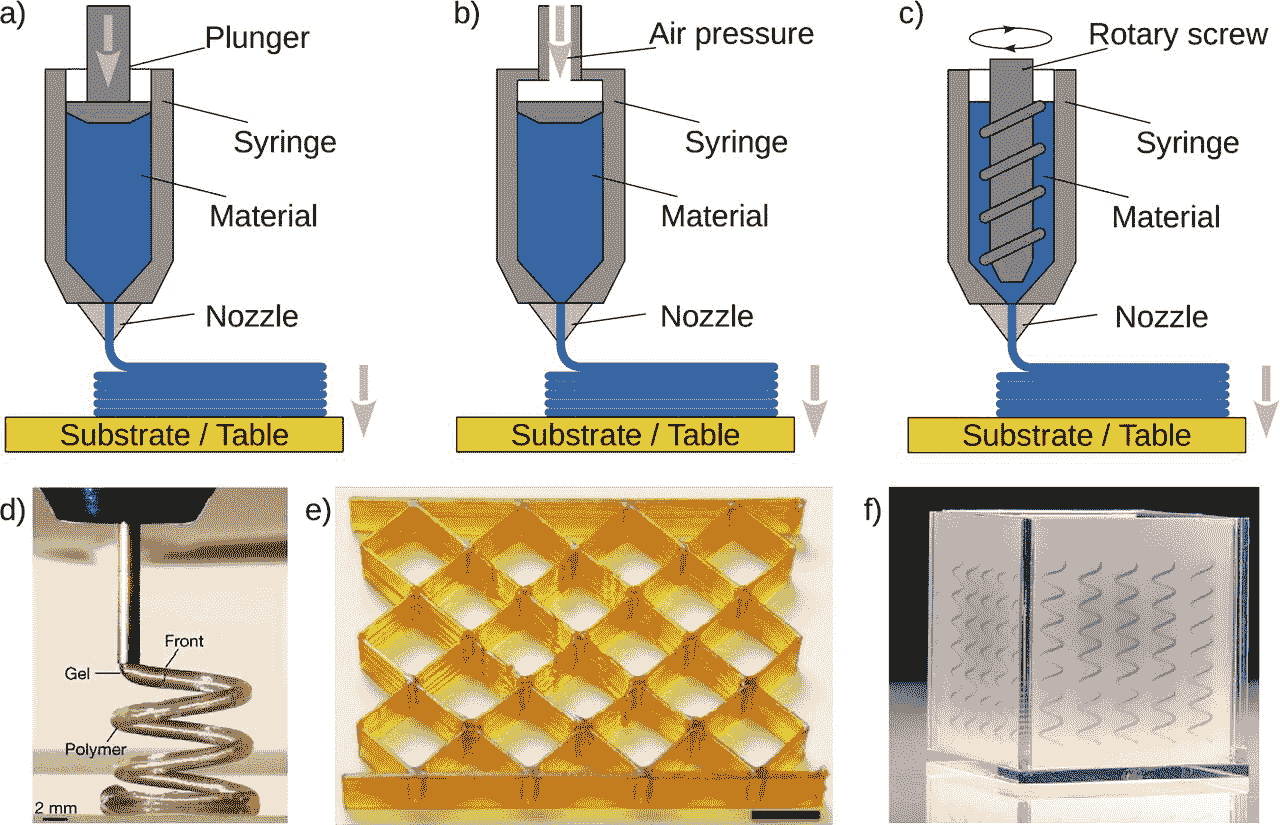 a)
Plunger
Syringe
Material
Nozzle
Substrate / Table
b)
Air pressure
Syringe
Material
Nozzle
Substrate / Table
c)
Rotary screw
Syringe
Material
Nozzle
Substrate / Table
d)
Front
Gel
Polymer
2 mm
e)
f)